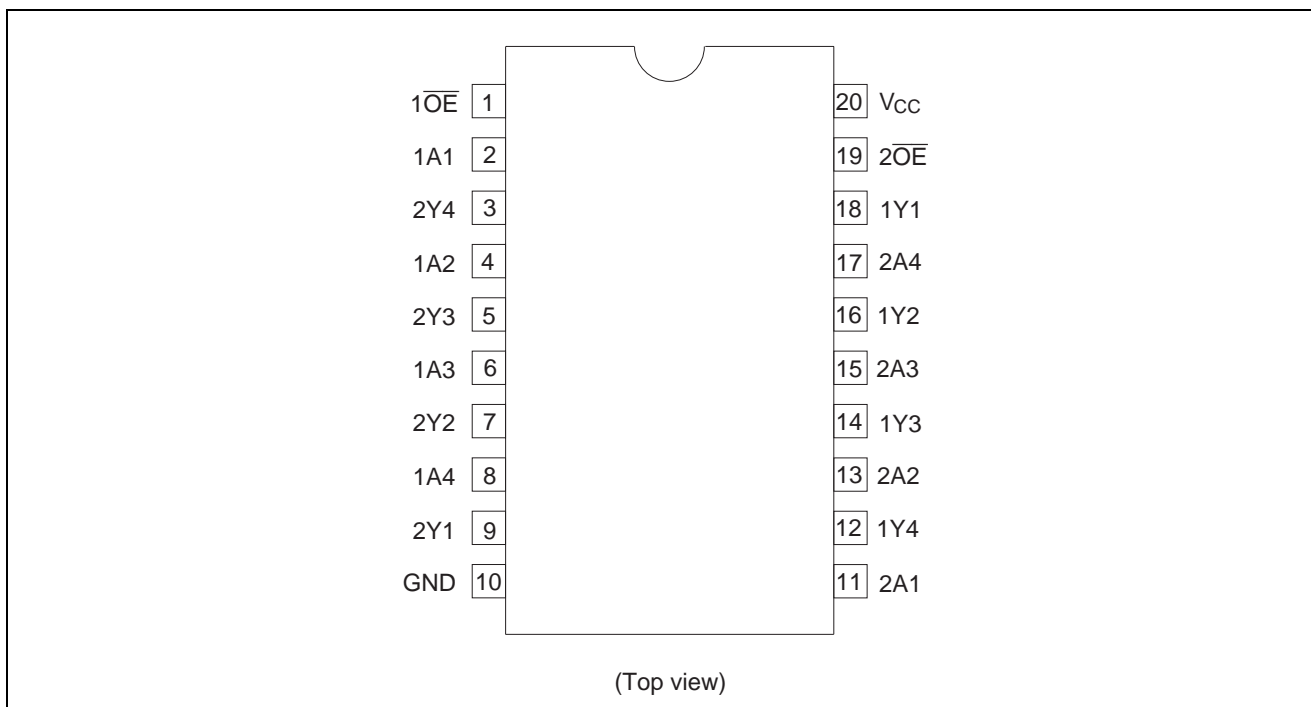 1O̅E̅ 1 20 VCC
1A1 2 19 2O̅E̅
2Y4 3 18 1Y1
1A2 4 17 2A4
2Y3 5 16 1Y2
1A3 6 15 2A3
2Y2 7 14 1Y3
1A4 8 13 2A2
2Y1 9 12 1Y4
GND 10 11 2A1
(Top view)